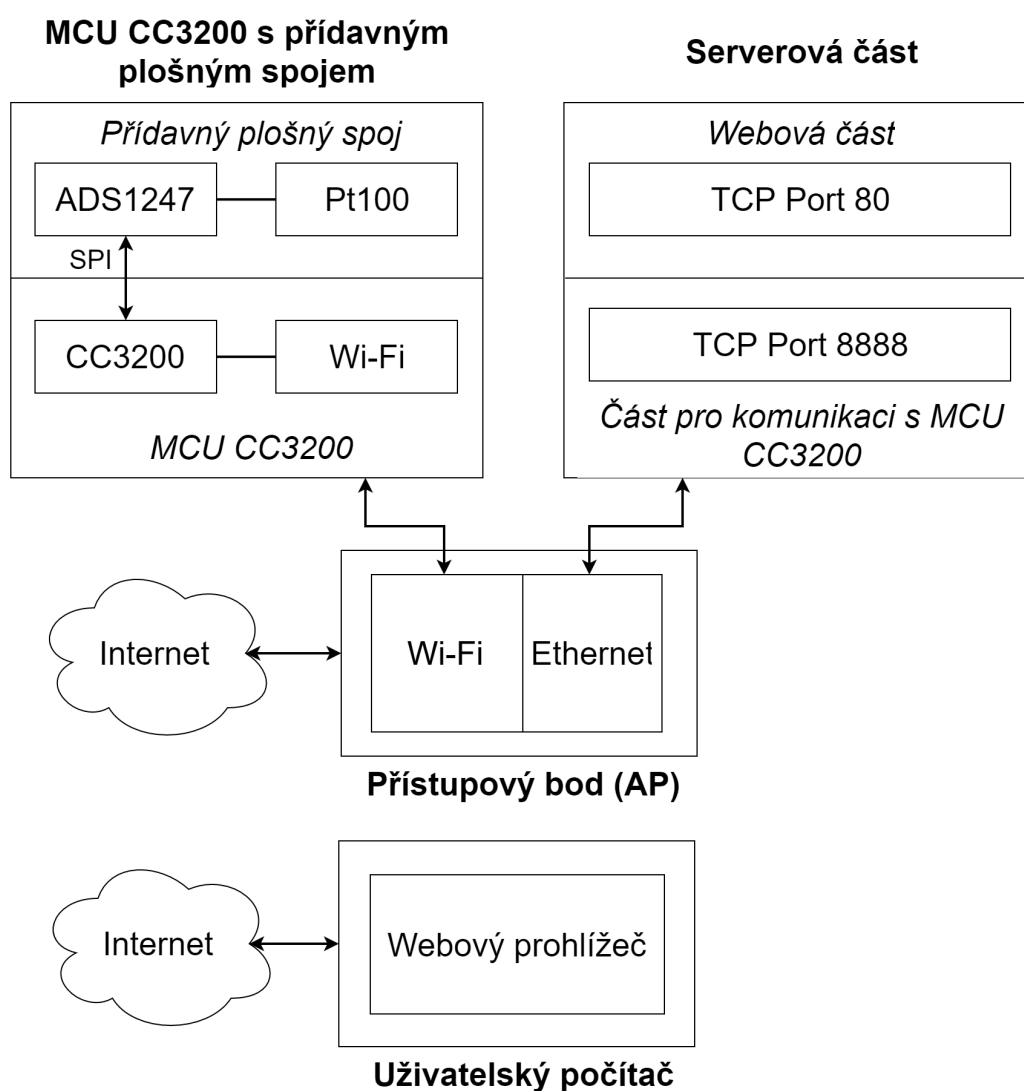 MCU CC3200 s přídavným
plošným spojem
Serverová část
Přídavný plošný spoj
ADS1247
Pt100
SPI
CC3200
Wi-Fi
MCU CC3200
Webová část
TCP Port 80
TCP Port 8888
Část pro komunikaci s MCU
CC3200
Internet
Wi-Fi
Ethernet
Přístupový bod (AP)
Internet
Webový prohlížeč
Uživatelský počítač